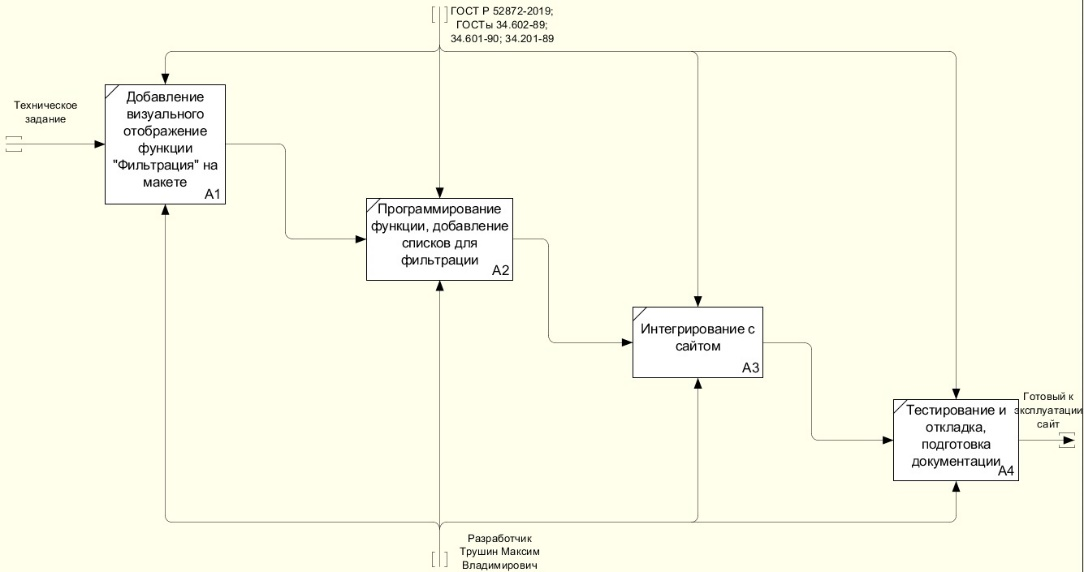 ГОСТ Р 52872-2019;
ГОСТы 34.602-89;
34.601-90; 34.201-89
Техническое
задание
Добавление
визуального
отображение
функции
"Фильтрация" на
макете
A1
Программирование
функции, добавление
списков для
фильтрации
A2
Интегрирование с
сайтом
A3
Тестирование и
откладка,
подготовка
документации
A4
Готовый к
эксплуатации
сайт
Разработчик
Трушин Максим
Владимирович